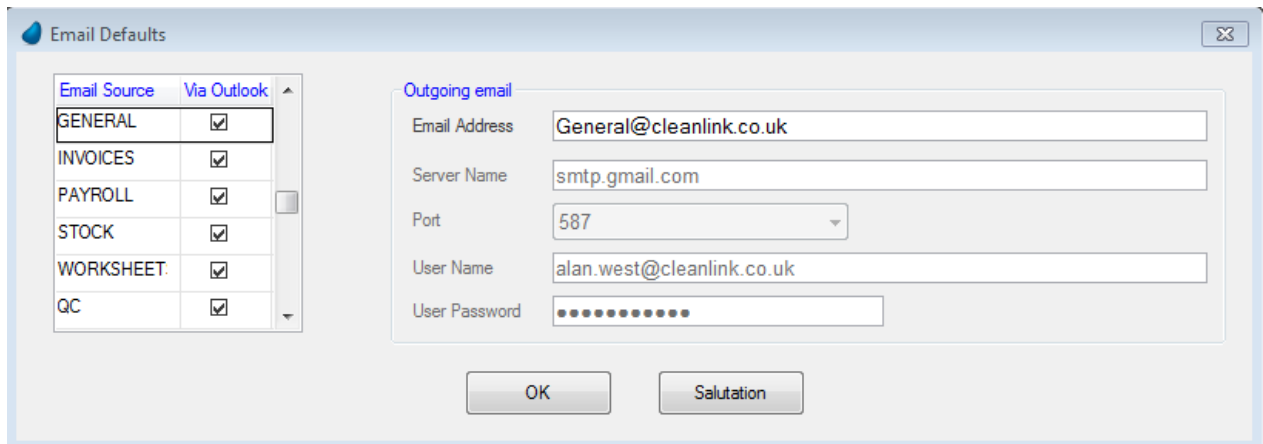 Email Defaults
Email Source Via Outlook
GENERAL
INVOICES
PAYROLL
STOCK
WORKSHEET
QC
Outgoing email
Email Address General@cleanlink.co.uk
Server Name smtp.gmail.com
Port 587
User Name alan.west@cleanlink.co.uk
User Password
OK Salutation